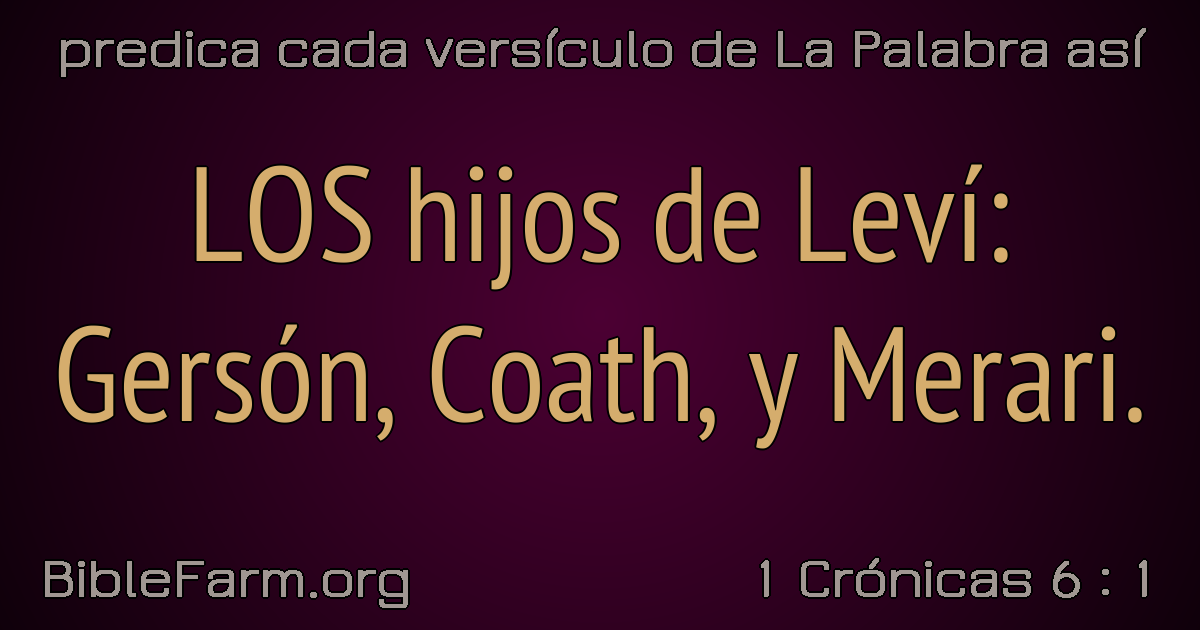 predica cada versículo de La Palabra así
LOS hijos de Leví:
Gersón, Coath, y Merari.
BibleFarm.org
1 Crónicas 6 : 1